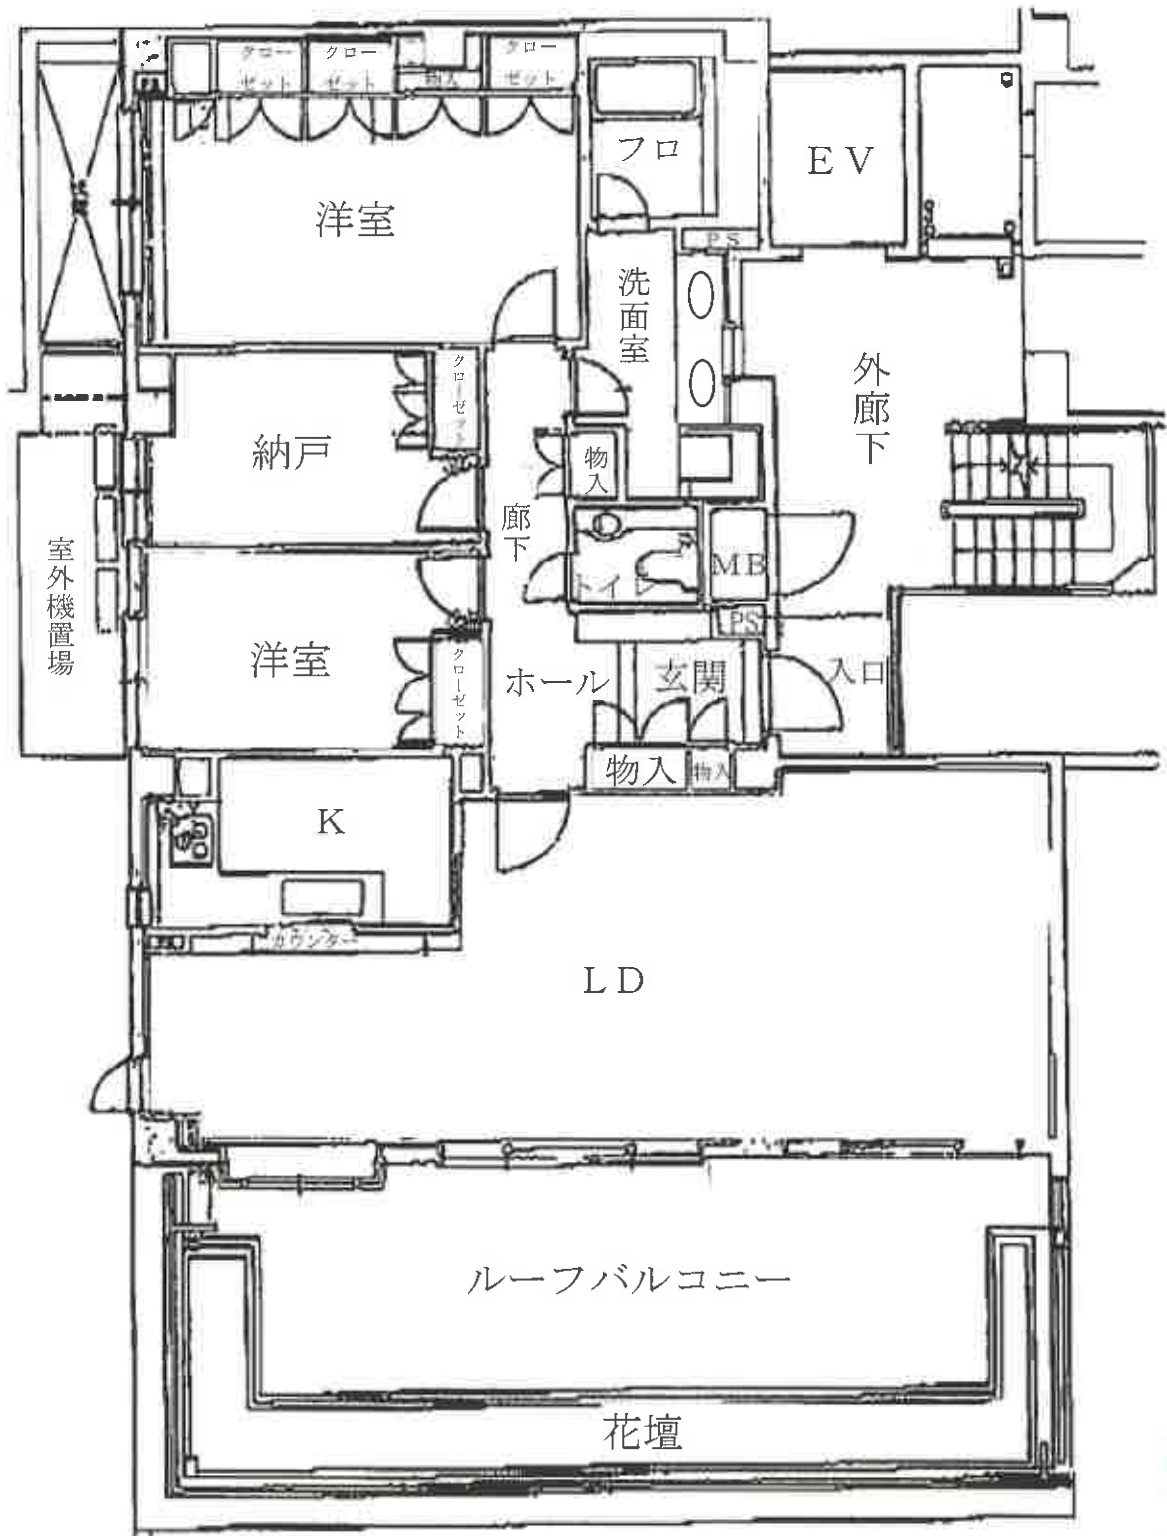 クロー
ゼット
クロー
ゼット
物入
クロー
ゼット
フロ
EV
洋室
PS
洗面室
外廊下
クローゼット
納戸
物入
廊下
室外機置場
トイレ
MB
PS
洋室
クローゼット
ホール
玄関
入口
物入
物入
K
カウンター
LD
ルーフバルコニー
花壇